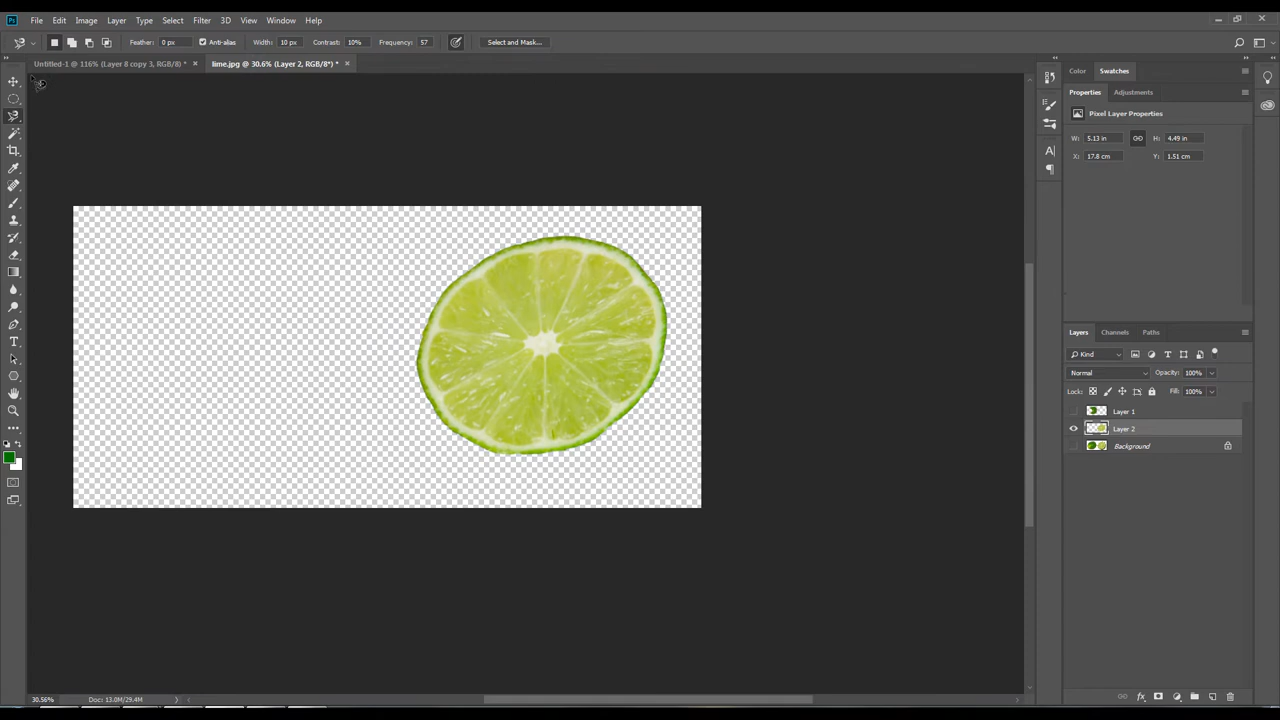 Ps File Edit Image Layer Type Select Filter 3D View Window Help
Feather: 0 px Anti-alias Width: 10 px Contrast: 10% Frequency: 57 Select and Mask...
Untitled-1 @ 116% (Layer 8 copy 3, RGB/8) * × lime.jpg @ 30.6% (Layer 2, RGB/8*) * ×
Color Swatches
Properties Adjustments
Pixel Layer Properties
W: 5.13 in H: 4.49 in
X: 17.8 cm Y: 1.51 cm
Layers Channels Paths
Kind
Normal Opacity: 100%
Lock: Fill: 100%
Layer 1
Layer 2
Background
30.56% Doc: 13.0M/29.4M